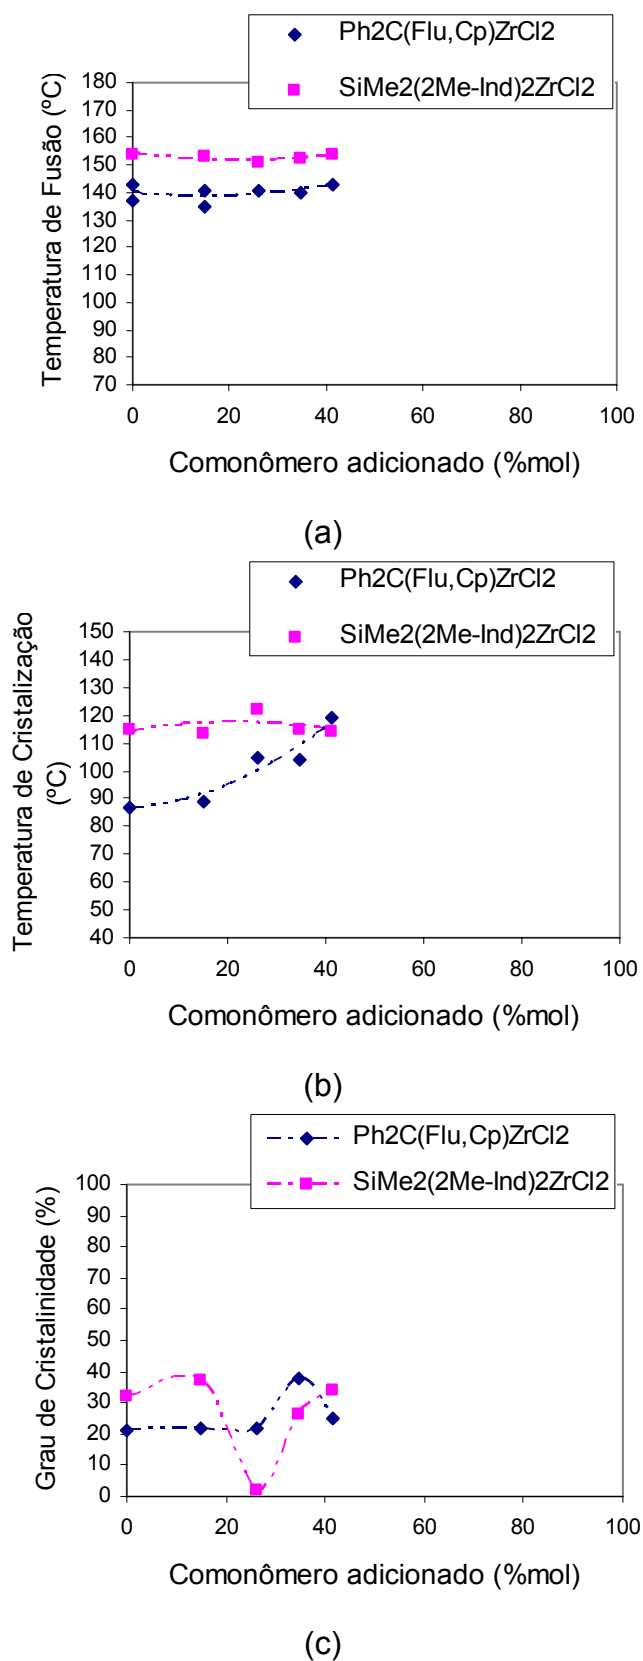 Ph2C(Flu,Cp)ZrCl2
SiMe2(2Me-Ind)2ZrCl2
Temperatura de Fusão (ºC)
180
170
160
150
140
130
120
110
100
90
80
70
0 20 40 60 80 100
Comonômero adicionado (%mol)
(a)
Ph2C(Flu,Cp)ZrCl2
SiMe2(2Me-Ind)2ZrCl2
Temperatura de Cristalização
(ºC)
150
140
130
120
110
100
90
80
70
60
50
40
0 20 40 60 80 100
Comonômero adicionado (%mol)
(b)
Ph2C(Flu,Cp)ZrCl2
SiMe2(2Me-Ind)2ZrCl2
Grau de Cristalinidade (%)
100
90
80
70
60
50
40
30
20
10
0
0 20 40 60 80 100
Comonômero adicionado (%mol)
(c)